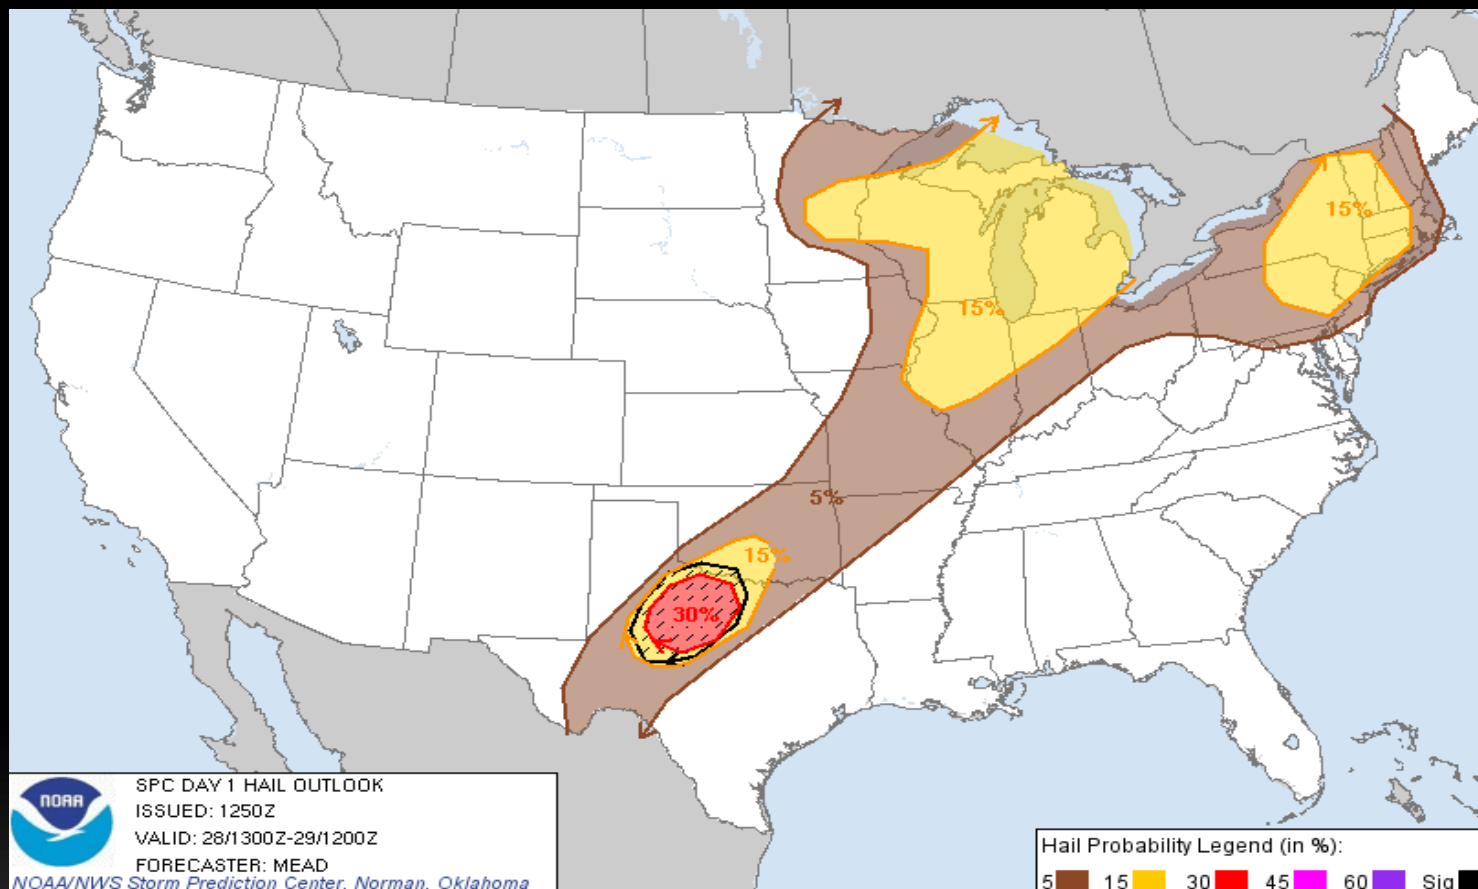 15%
15%
5%
15%
30%
NOAA
SPC DAY 1 HAIL OUTLOOK
ISSUED: 1250Z
VALID: 28/1300Z-29/1200Z
FORECASTER: MEAD
NOAA/NWS Storm Prediction Center, Norman, Oklahoma
Hail Probability Legend (in %):
5 15 30 45 60 Sig